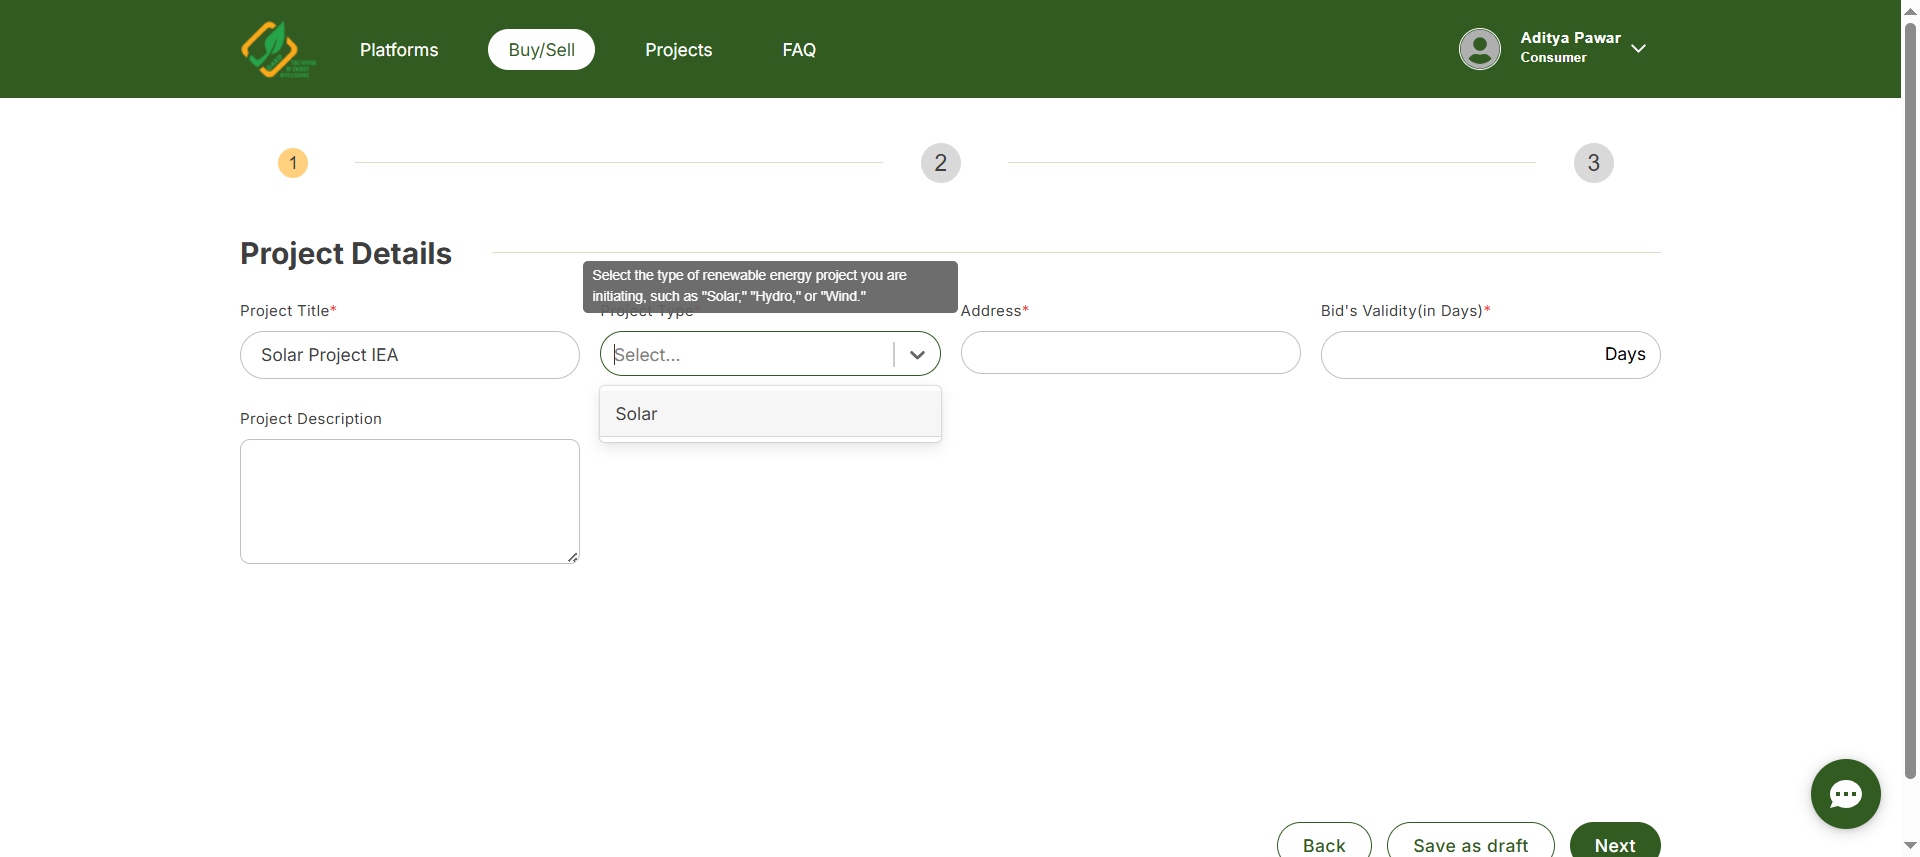 Platforms
Buy/Sell
Projects
FAQ
Aditya Pawar
Consumer
1
2
3
Project Details
Select the type of renewable energy project you are
initiating, such as "Solar," "Hydro," or "Wind."
Project Title*
Project Type*
Address*
Bid's Validity(in Days)*
Solar Project IEA
Select...
Days
Solar
Project Description
Back
Save as draft
Next